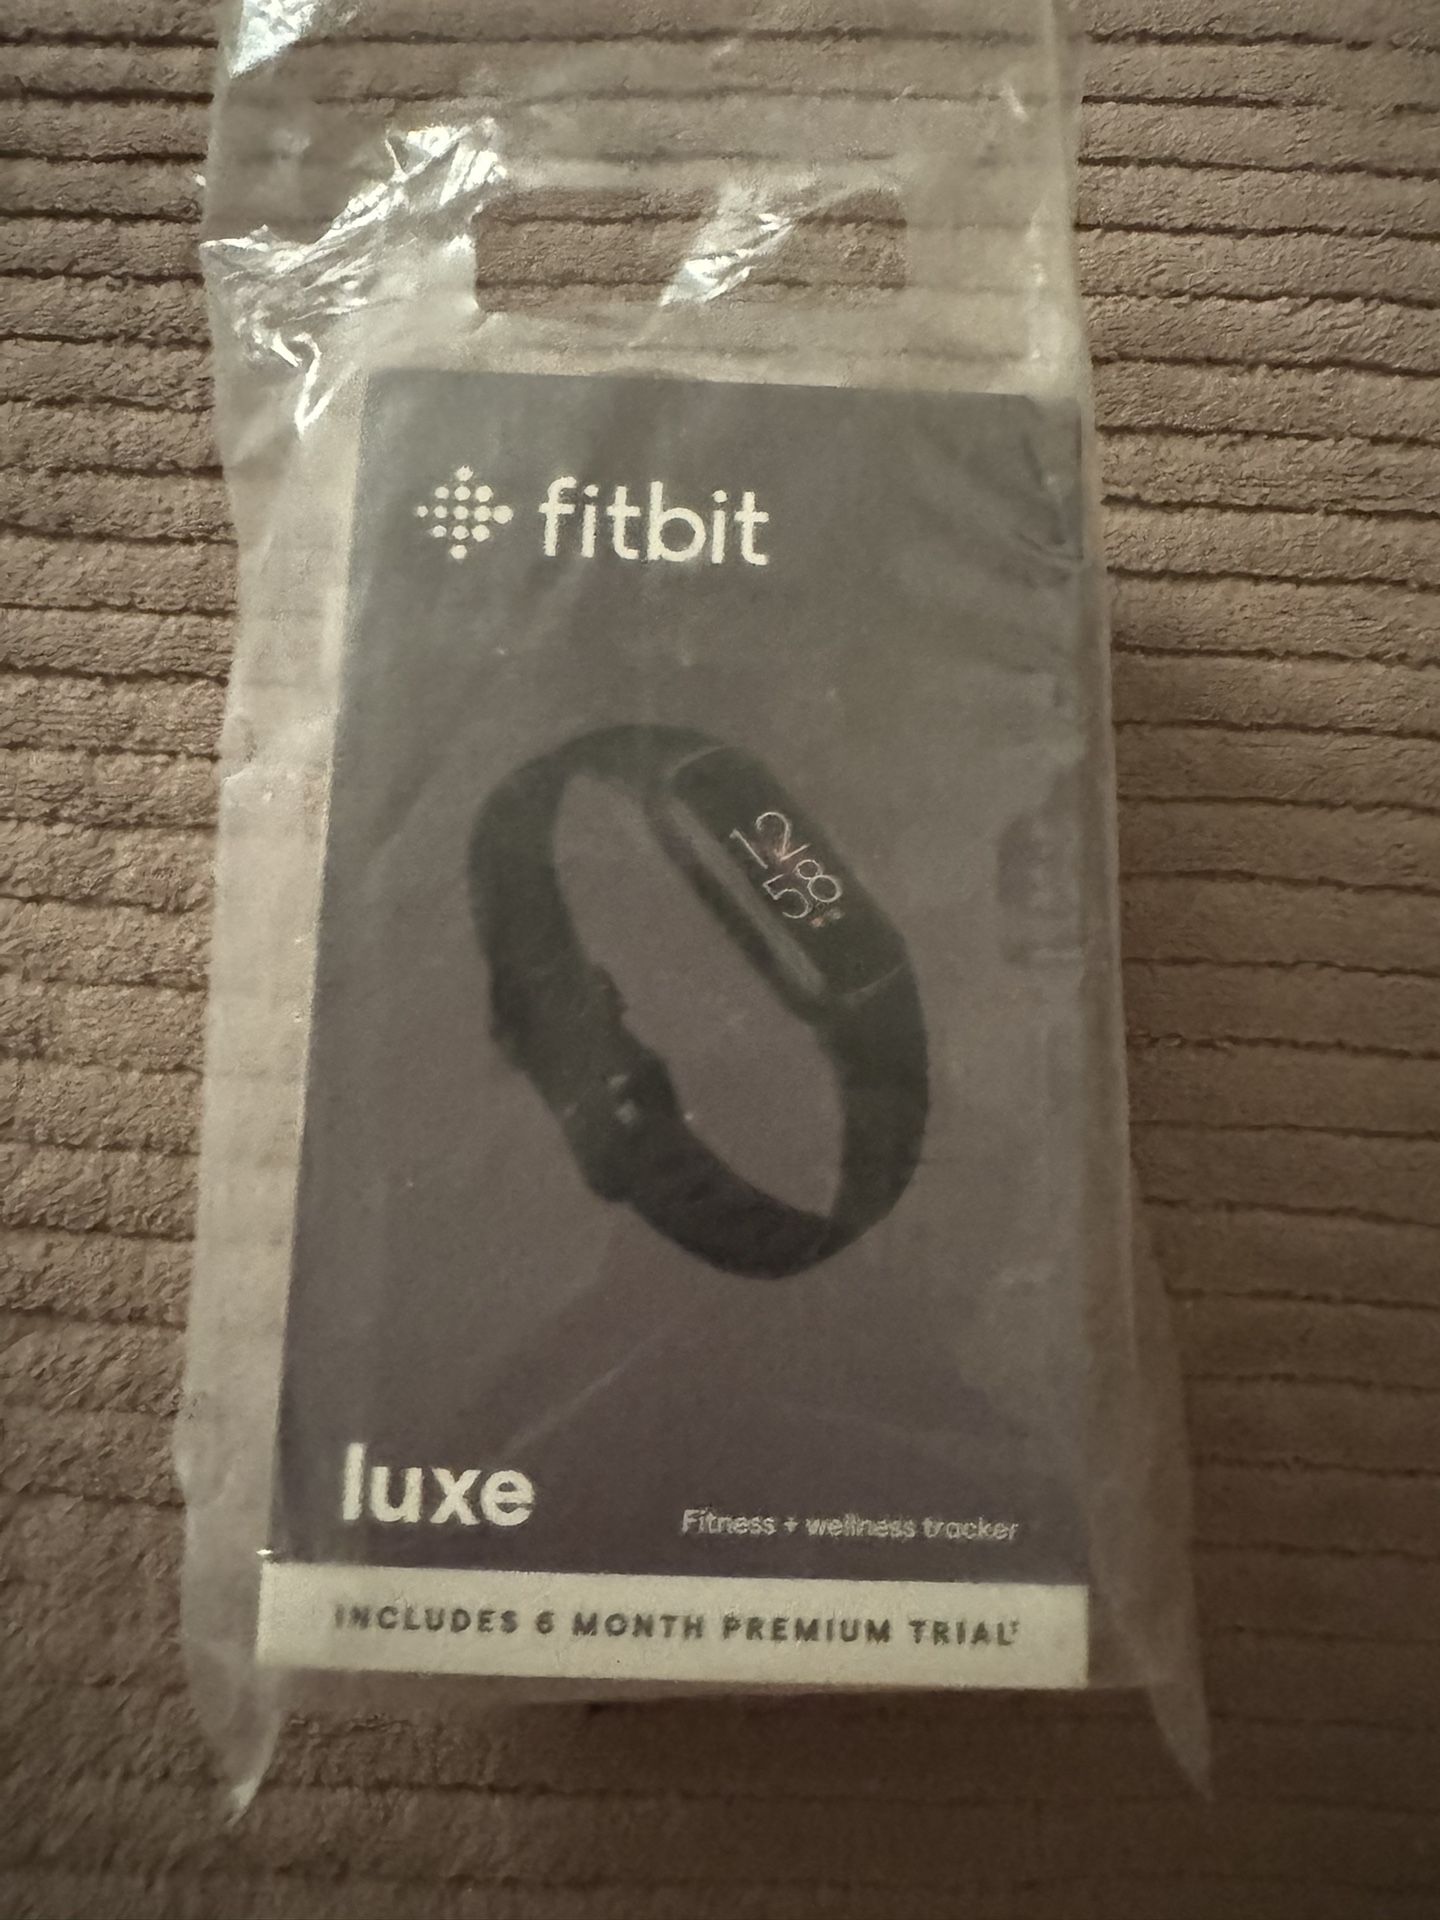 fitbit
12
58
luxe
Fitness + wellness tracker
INCLUDES 6 MONTH PREMIUM TRIAL†